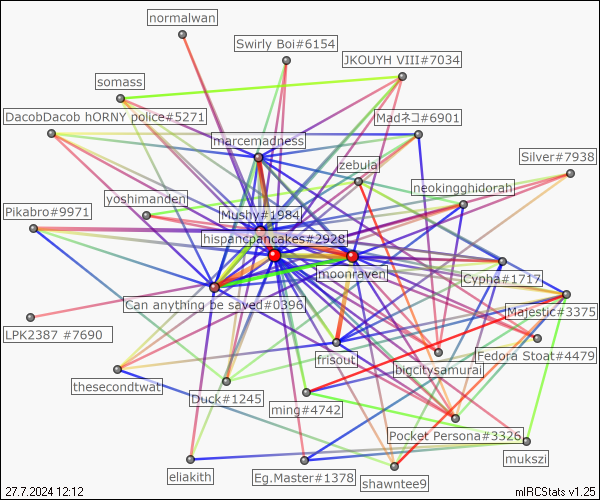 normalwan
Swirly Boi#6154
JKOUYH VIII#7034
somass
DacobDacob hORNY police#5271
Madネコ#6901
marcemadness
Silver#7938
zebula
neokingghidorah
yoshimanden
Pikabro#9971
Mushy#1984
hispancpancakes#2928
moonraven
Cypha#1717
Can anything be saved#0396
Majestic#3375
LPK2387 #7690
frisout
Fedora Stoat#4479
bigcitysamurai
thesecondtwat
Duck#1245
ming#4742
Pocket Persona#3326
mukszi
eliakith
Eg.Master#1378
shawntee9
27.7.2024 12:12
mIRCStats v1.25